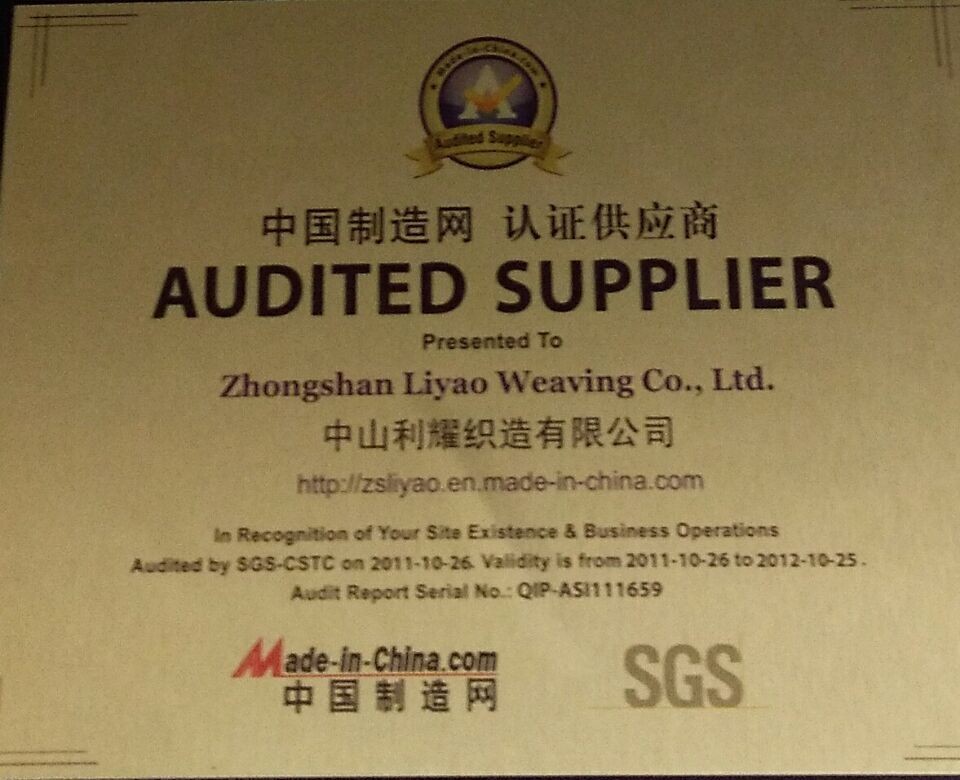 Made-in-China.com
Audited Supplier
中国制造网 认证供应商
AUDITED SUPPLIER
Presented To
Zhongshan Liyao Weaving Co., Ltd.
中山利耀织造有限公司
http://zsliyao.en.made-in-china.com
In Recognition of Your Site Existence & Business Operations
Audited by SGS-CSTC on 2011-10-26. Validity is from 2011-10-26 to 2012-10-25.
Audit Report Serial No.: QIP-ASI111659
Made-in-China.com
中国制造网
SGS